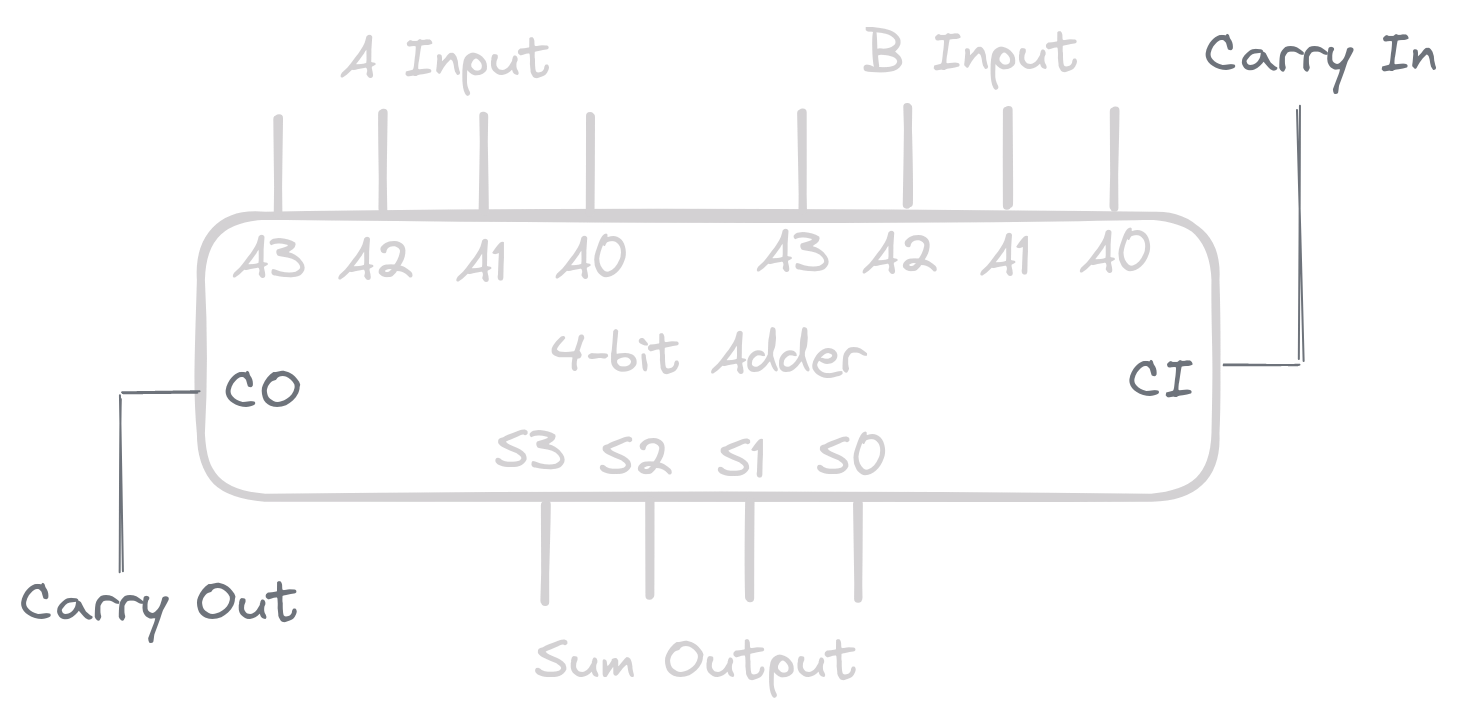 A Input
B Input
Carry In
A3 A2 A1 A0
A3 A2 A1 A0
4-bit Adder
CO
CI
S3 S2 S1 S0
Carry Out
Sum Output